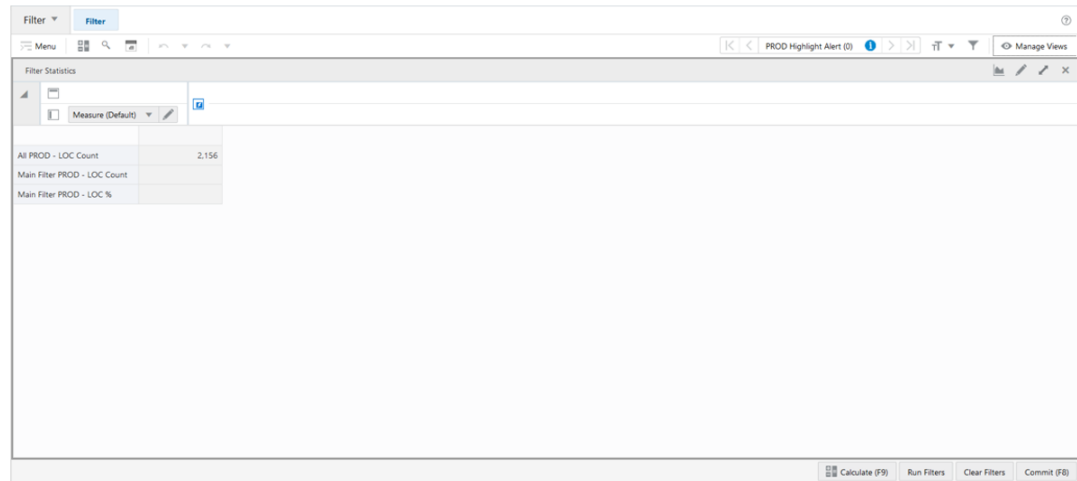 Filter Filter
Menu PROD Highlight Alert (0) Manage Views
Filter Statistics
Measure (Default)
All PROD - LOC Count 2,156
Main Filter PROD - LOC Count
Main Filter PROD - LOC %
Calculate (F9) Run Filters Clear Filters Commit (F8)